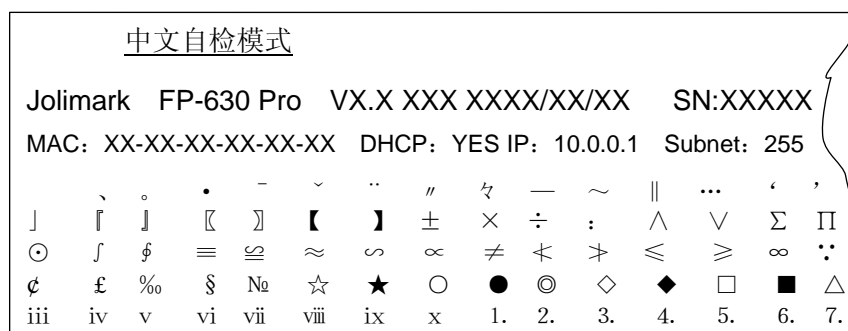 中文自检模式
Jolimark FP-630 Pro VX.X XXX XXXX/XX/XX SN:XXXXX
MAC：XX-XX-XX-XX-XX-XX DHCP：YES IP：10.0.0.1 Subnet：255
、 。 • ˉ ˇ ¨ 〃 々 — ～ ‖ … ‘ ’
」 『 』 〖 〗 【 】 ± × ÷ ∶ ∧ ∨ Σ Π
⊙ ∫ ∮ ≡ ≌ ≈ ∽ ∝ ≠ ≮ ≯ ≤ ≥ ∞ ∵
¢ £ ‰ § № ☆ ★ ○ ● ◎ ◇ ◆ □ ■ △
ⅲ ⅳ ⅴ ⅵ ⅶ ⅷ ⅸ ⅹ 1. 2. 3. 4. 5. 6. 7.